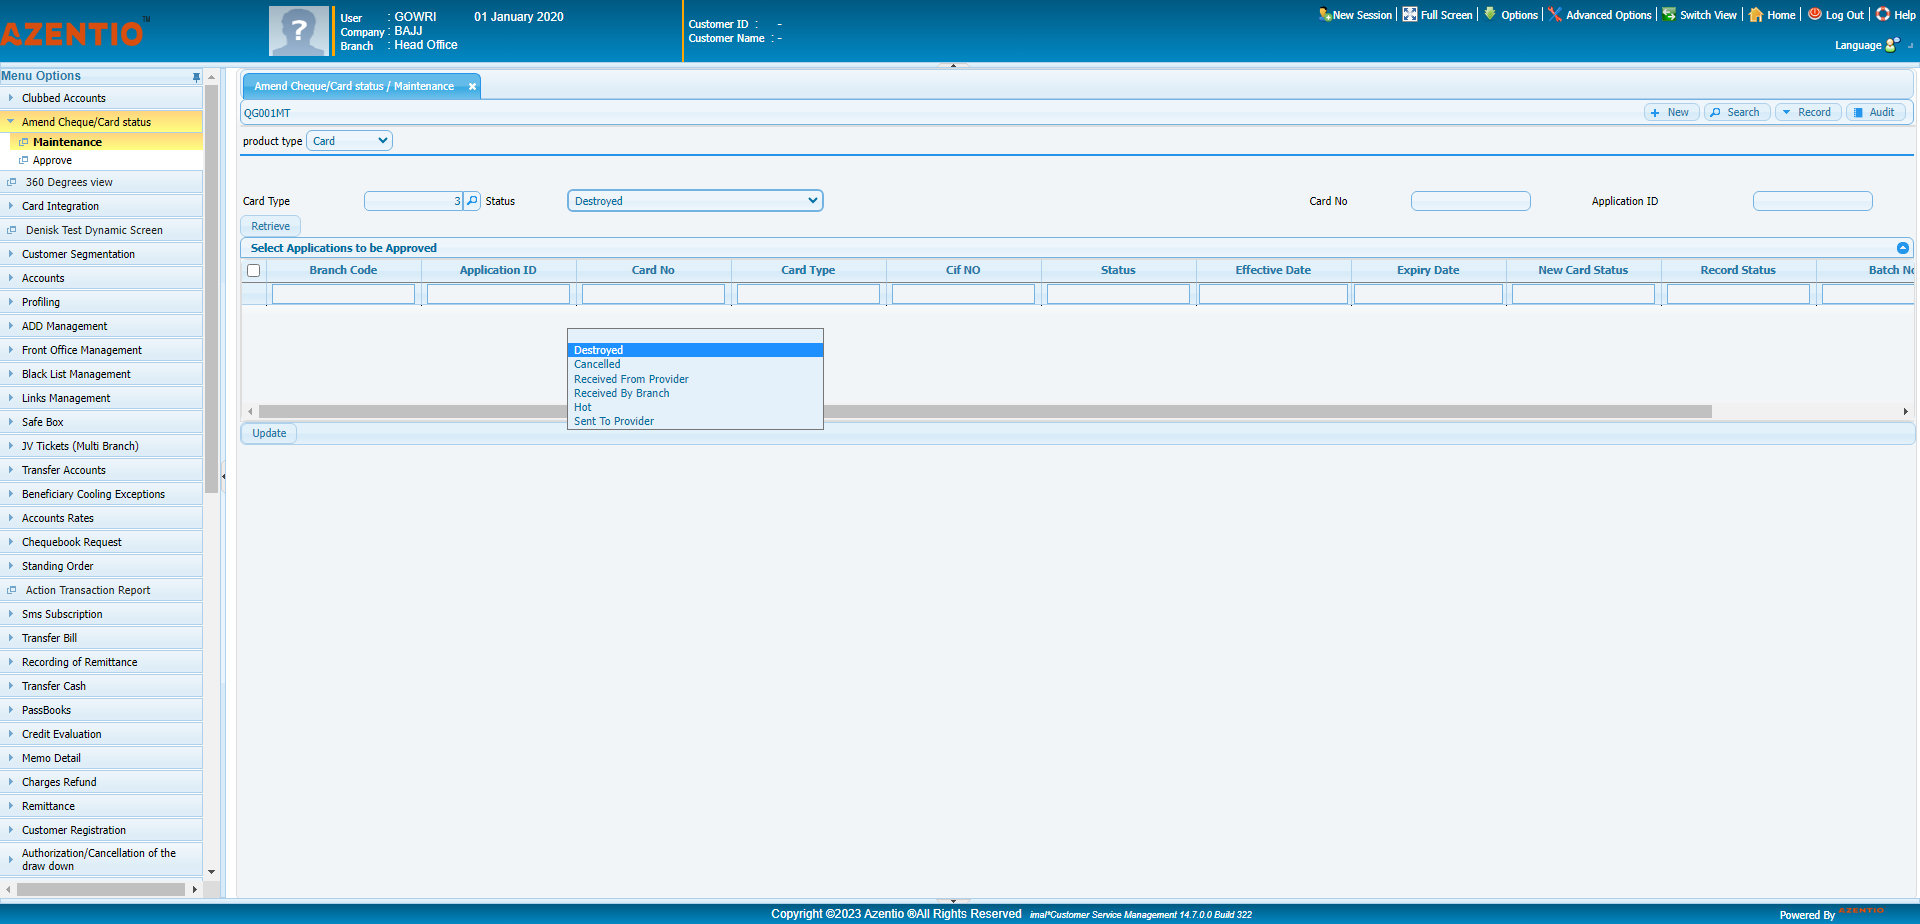 AZENTIO™
User : GOWRI 01 January 2020
Company : BAJJ
Branch : Head Office
Customer ID : -
Customer Name : -
New Session Full Screen Options Advanced Options Switch View Home Log Out Help
Language
Menu Options
Clubbed Accounts
Amend Cheque/Card status
Maintenance
Approve
360 Degrees view
Card Integration
Denisk Test Dynamic Screen
Customer Segmentation
Accounts
Profiling
ADD Management
Front Office Management
Black List Management
Links Management
Safe Box
JV Tickets (Multi Branch)
Transfer Accounts
Beneficiary Cooling Exceptions
Accounts Rates
Chequebook Request
Standing Order
Action Transaction Report
Sms Subscription
Transfer Bill
Recording of Remittance
Transfer Cash
PassBooks
Credit Evaluation
Memo Detail
Charges Refund
Remittance
Customer Registration
Authorization/Cancellation of the
draw down
Amend Cheque/Card status / Maintenance
QG001MT
New Search Record Audit
product type Card
Card Type 3 Status Destroyed Card No Application ID
Retrieve
Select Applications to be Approved
Branch Code Application ID Card No Card Type Cif NO Status Effective Date Expiry Date New Card Status Record Status Batch No
Destroyed
Cancelled
Received From Provider
Received By Branch
Hot
Sent To Provider
Update
Copyright ©2023 Azentio ®All Rights Reserved imal*Customer Service Management 14.7.0.0 Build 322
Powered By AZENTIO